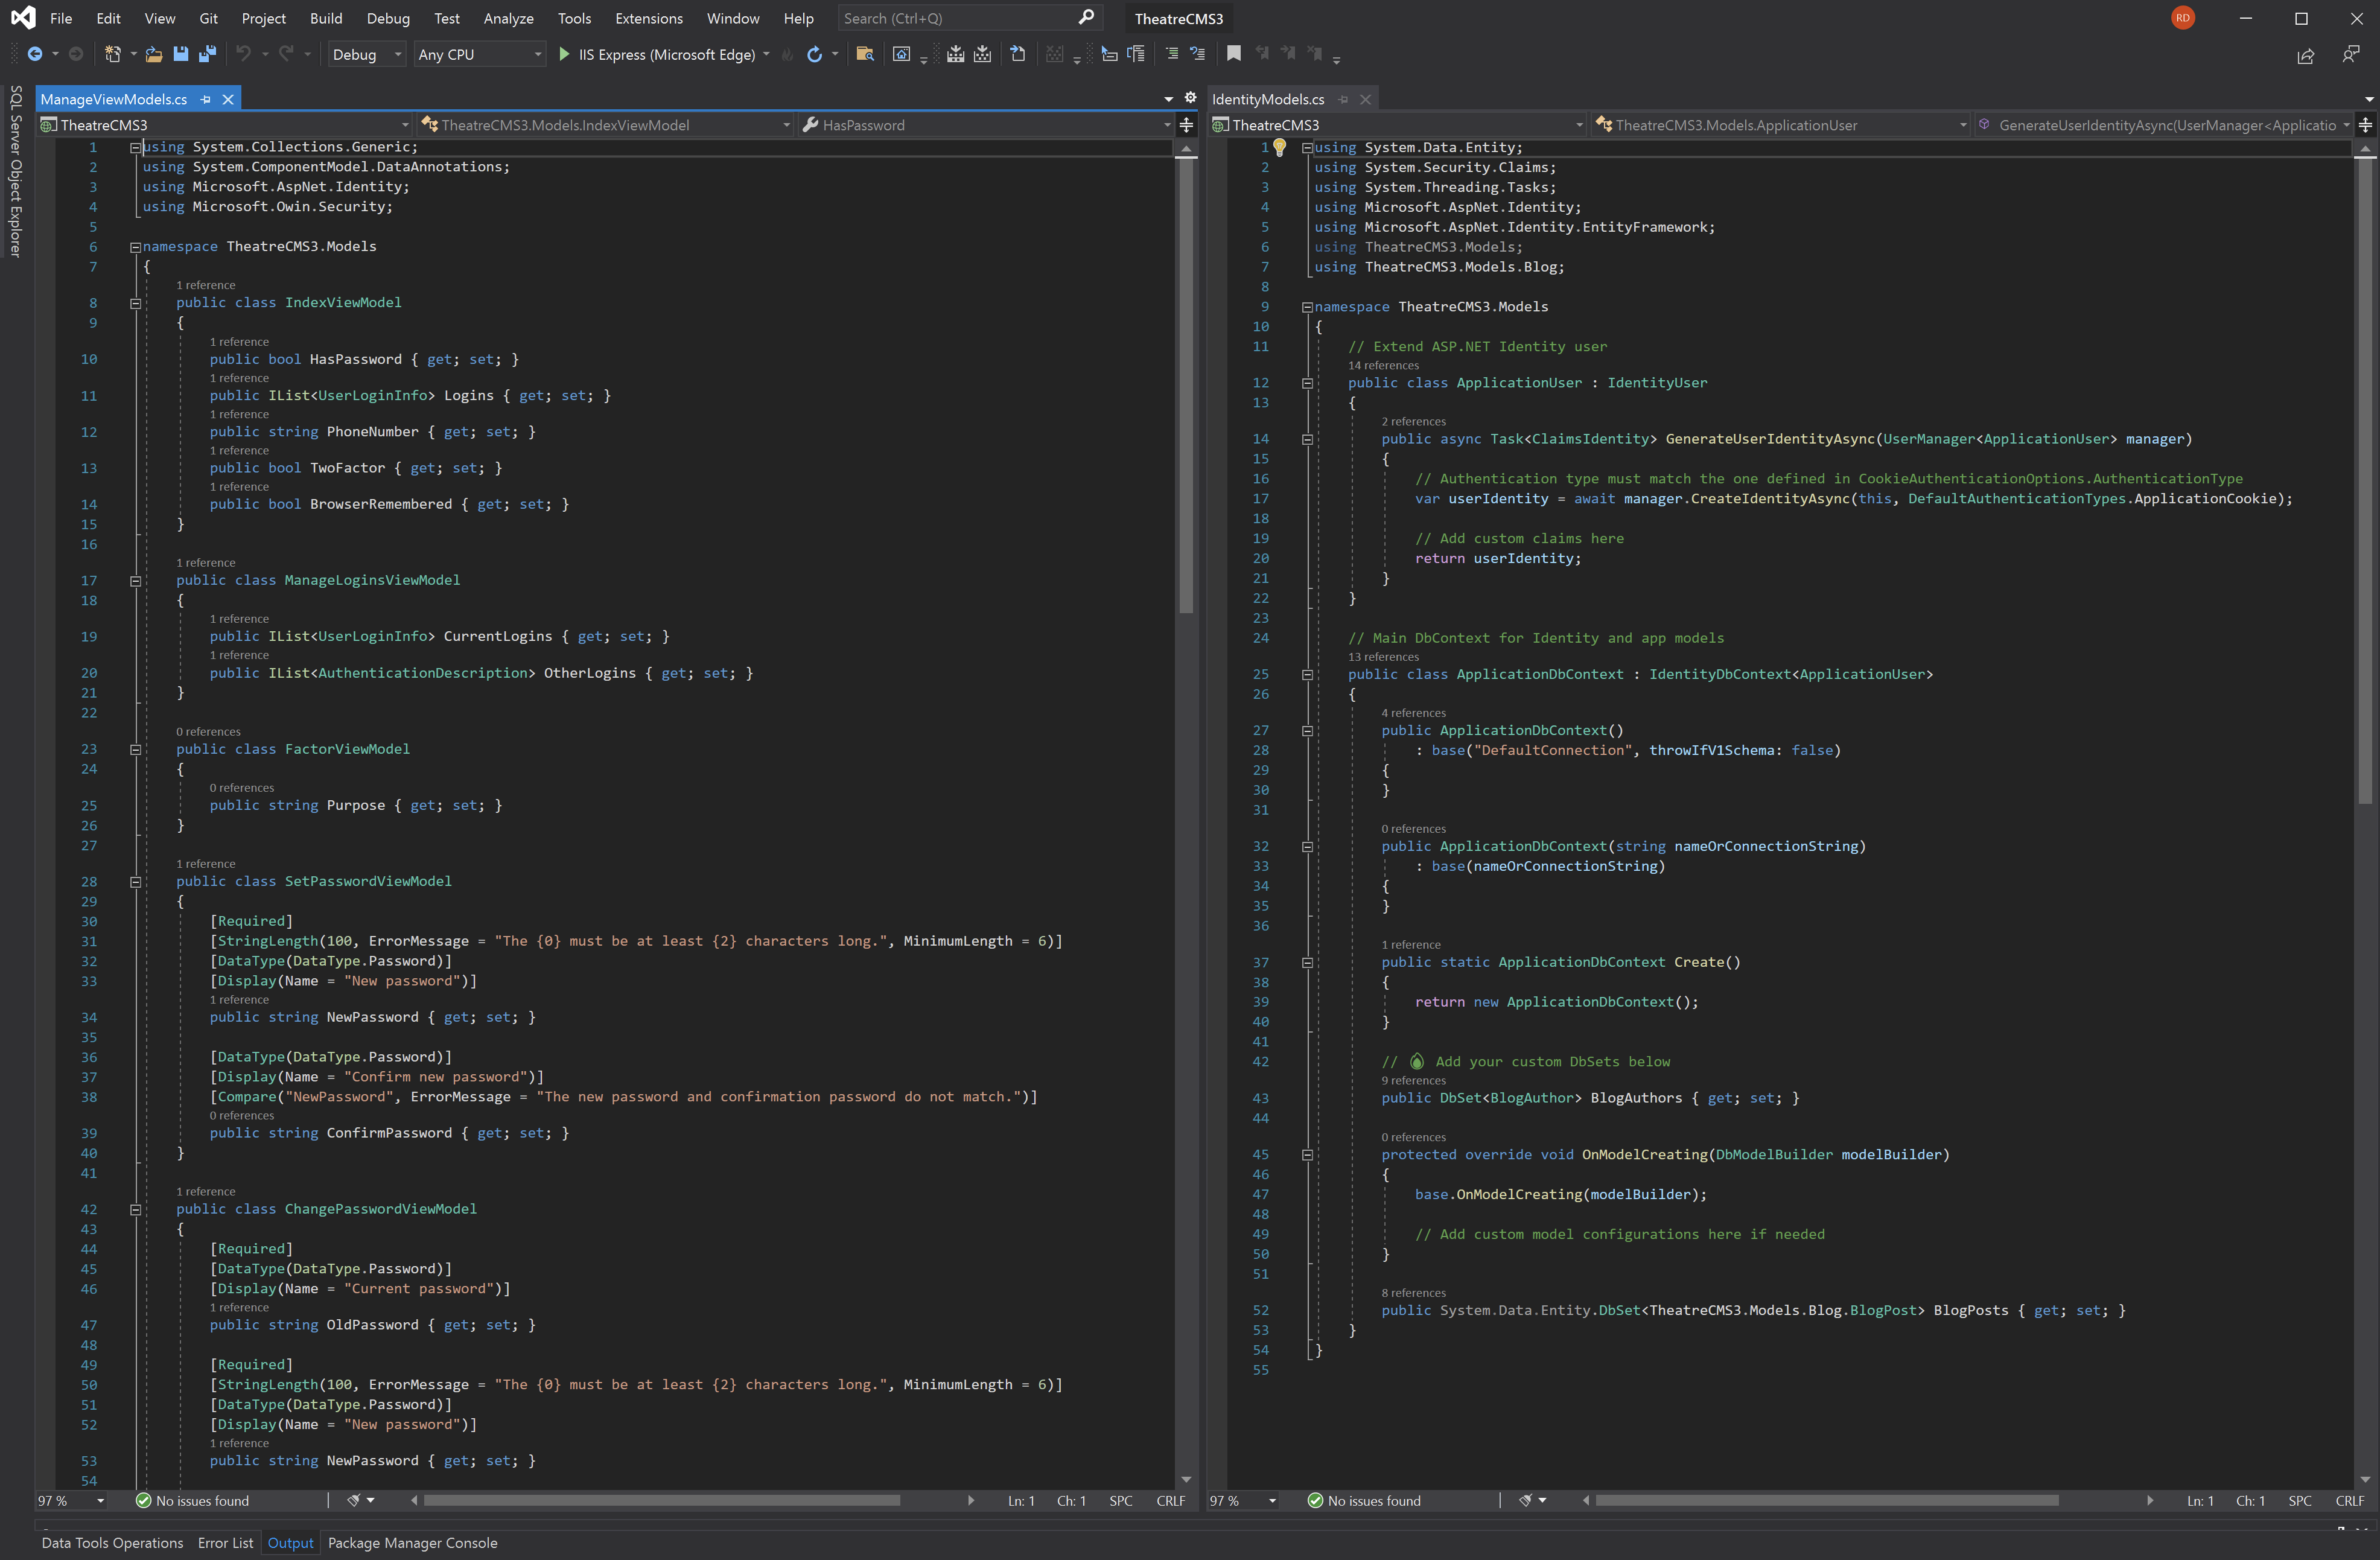 File Edit View Git Project Build Debug Test Analyze Tools Extensions Window Help Search (Ctrl+Q) TheatreCMS3 RD
Debug Any CPU IIS Express (Microsoft Edge)
SQL Server Object Explorer
ManageViewModels.cs
TheatreCMS3 TheatreCMS3.Models.IndexViewModel HasPassword
1 using System.Collections.Generic;
2 using System.ComponentModel.DataAnnotations;
3 using Microsoft.AspNet.Identity;
4 using Microsoft.Owin.Security;
5
6 namespace TheatreCMS3.Models
7 {
1 reference
8 public class IndexViewModel
9 {
1 reference
10 public bool HasPassword { get; set; }
1 reference
11 public IList<UserLoginInfo> Logins { get; set; }
1 reference
12 public string PhoneNumber { get; set; }
1 reference
13 public bool TwoFactor { get; set; }
1 reference
14 public bool BrowserRemembered { get; set; }
15 }
16
1 reference
17 public class ManageLoginsViewModel
18 {
1 reference
19 public IList<UserLoginInfo> CurrentLogins { get; set; }
1 reference
20 public IList<AuthenticationDescription> OtherLogins { get; set; }
21 }
22
0 references
23 public class FactorViewModel
24 {
0 references
25 public string Purpose { get; set; }
26 }
27
1 reference
28 public class SetPasswordViewModel
29 {
30 [Required]
31 [StringLength(100, ErrorMessage = "The {0} must be at least {2} characters long.", MinimumLength = 6)]
32 [DataType(DataType.Password)]
33 [Display(Name = "New password")]
1 reference
34 public string NewPassword { get; set; }
35
36 [DataType(DataType.Password)]
37 [Display(Name = "Confirm new password")]
38 [Compare("NewPassword", ErrorMessage = "The new password and confirmation password do not match.")]
0 references
39 public string ConfirmPassword { get; set; }
40 }
41
1 reference
42 public class ChangePasswordViewModel
43 {
44 [Required]
45 [DataType(DataType.Password)]
46 [Display(Name = "Current password")]
1 reference
47 public string OldPassword { get; set; }
48
49 [Required]
50 [StringLength(100, ErrorMessage = "The {0} must be at least {2} characters long.", MinimumLength = 6)]
51 [DataType(DataType.Password)]
52 [Display(Name = "New password")]
1 reference
53 public string NewPassword { get; set; }
54
97 % No issues found Ln: 1 Ch: 1 SPC CRLF
IdentityModels.cs
TheatreCMS3 TheatreCMS3.Models.ApplicationUser GenerateUserIdentityAsync(UserManager<Applicatio
1 using System.Data.Entity;
2 using System.Security.Claims;
3 using System.Threading.Tasks;
4 using Microsoft.AspNet.Identity;
5 using Microsoft.AspNet.Identity.EntityFramework;
6 using TheatreCMS3.Models;
7 using TheatreCMS3.Models.Blog;
8
9 namespace TheatreCMS3.Models
10 {
11 // Extend ASP.NET Identity user
14 references
12 public class ApplicationUser : IdentityUser
13 {
2 references
14 public async Task<ClaimsIdentity> GenerateUserIdentityAsync(UserManager<ApplicationUser> manager)
15 {
16 // Authentication type must match the one defined in CookieAuthenticationOptions.AuthenticationType
17 var userIdentity = await manager.CreateIdentityAsync(this, DefaultAuthenticationTypes.ApplicationCookie);
18
19 // Add custom claims here
20 return userIdentity;
21 }
22 }
23
24 // Main DbContext for Identity and app models
13 references
25 public class ApplicationDbContext : IdentityDbContext<ApplicationUser>
26 {
4 references
27 public ApplicationDbContext()
28 : base("DefaultConnection", throwIfV1Schema: false)
29 {
30 }
31
0 references
32 public ApplicationDbContext(string nameOrConnectionString)
33 : base(nameOrConnectionString)
34 {
35 }
36
1 reference
37 public static ApplicationDbContext Create()
38 {
39 return new ApplicationDbContext();
40 }
41
42 // Add your custom DbSets below
9 references
43 public DbSet<BlogAuthor> BlogAuthors { get; set; }
44
0 references
45 protected override void OnModelCreating(DbModelBuilder modelBuilder)
46 {
47 base.OnModelCreating(modelBuilder);
48
49 // Add custom model configurations here if needed
50 }
51
8 references
52 public System.Data.Entity.DbSet<TheatreCMS3.Models.Blog.BlogPost> BlogPosts { get; set; }
53 }
54 }
55
97 % No issues found Ln: 1 Ch: 1 SPC CRLF
Data Tools Operations Error List Output Package Manager Console